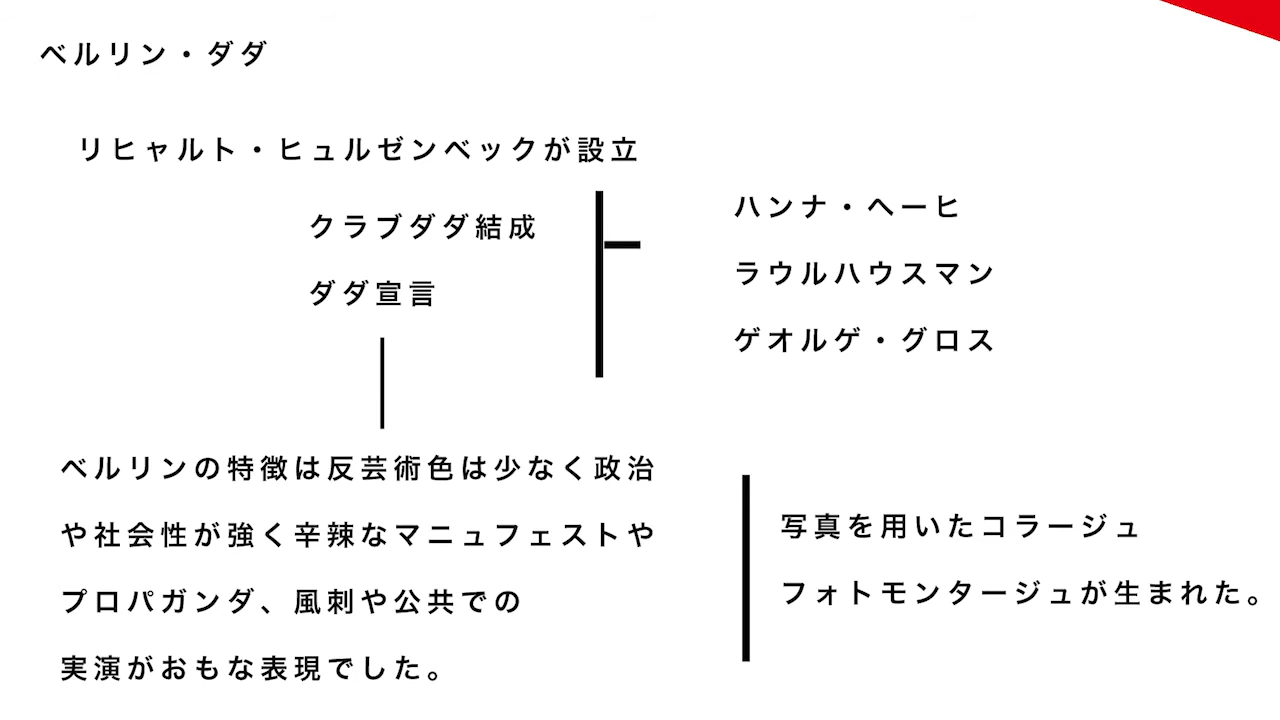 ベルリン・ダダ
リヒャルト・ヒュルゼンベックが設立
クラブダダ結成
ダダ宣言
ハンナ・ヘーヒ
ラウルハウスマン
ゲオルゲ・グロス
ベルリンの特徴は反芸術色は少なく政治
や社会性が強く辛辣なマニュフェストや
プロパガンダ、風刺や公共での
実演がおもな表現でした。
写真を用いたコラージュ
フォトモンタージュが生まれた。